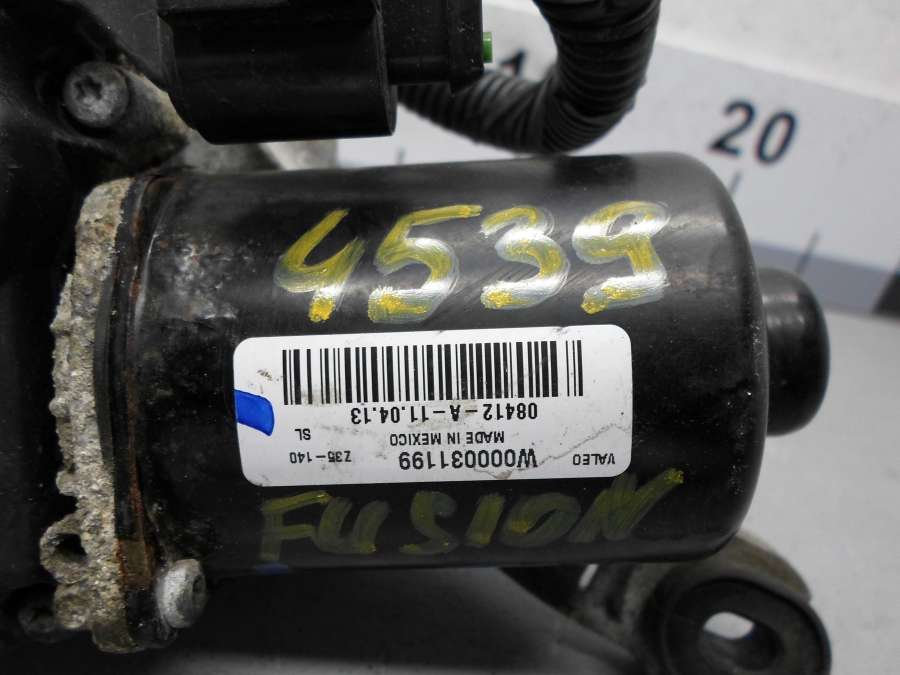 20
4539
VALEO W000031199 Z35-140
MADE IN MEXICO SL
08412-A-11.04.13
FUSION